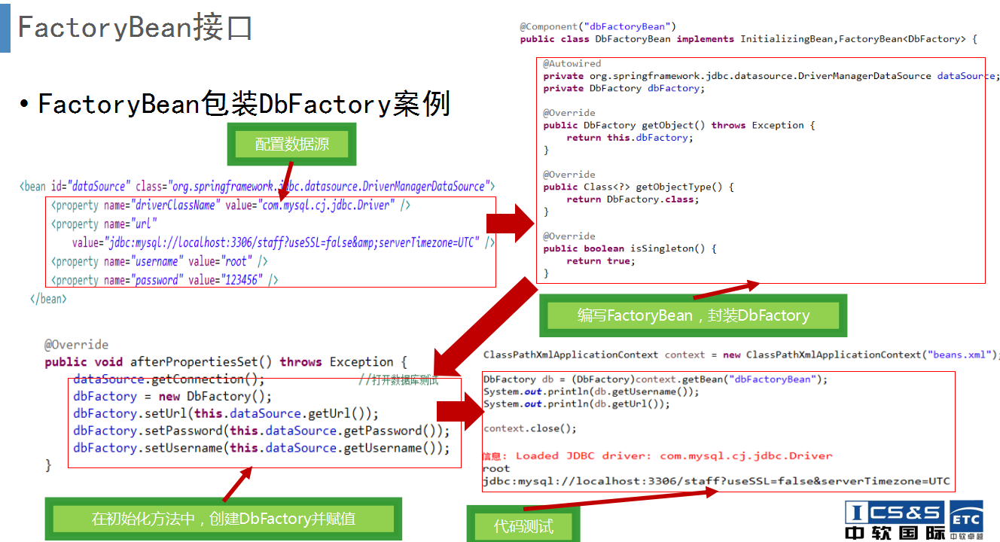 FactoryBean接口
• FactoryBean包装DbFactory案例
配置数据源
<bean id="dataSource" class="org.springframework.jdbc.datasource.DriverManagerDataSource">
<property name="driverClassName" value="com.mysql.cj.jdbc.Driver" />
<property name="url"
value="jdbc:mysql://localhost:3306/staff?useSSL=false&amp;serverTimezone=UTC" />
<property name="username" value="root" />
<property name="password" value="123456" />
</bean>
@Component("dbFactoryBean")
public class DbFactoryBean implements InitializingBean,FactoryBean<DbFactory> {
@Autowired
private org.springframework.jdbc.datasource.DriverManagerDataSource dataSource;
private DbFactory dbFactory;
@Override
public DbFactory getObject() throws Exception {
return this.dbFactory;
}
@Override
public Class<?> getObjectType() {
return DbFactory.class;
}
@Override
public boolean isSingleton() {
return true;
}
编写FactoryBean，封装DbFactory
@Override
public void afterPropertiesSet() throws Exception {
dataSource.getConnection(); //打开数据库测试
dbFactory = new DbFactory();
dbFactory.setUrl(this.dataSource.getUrl());
dbFactory.setPassword(this.dataSource.getPassword());
dbFactory.setUsername(this.dataSource.getUsername());
}
在初始化方法中，创建DbFactory并赋值
ClassPathXmlApplicationContext context = new ClassPathXmlApplicationContext("beans.xml");
DbFactory db = (DbFactory)context.getBean("dbFactoryBean");
System.out.println(db.getUsername());
System.out.println(db.getUrl());
context.close();
信息: Loaded JDBC driver: com.mysql.cj.jdbc.Driver
root
jdbc:mysql://localhost:3306/staff?useSSL=false&serverTimezone=UTC
代码测试
ICS&S ETC
中软国际 中软卓越